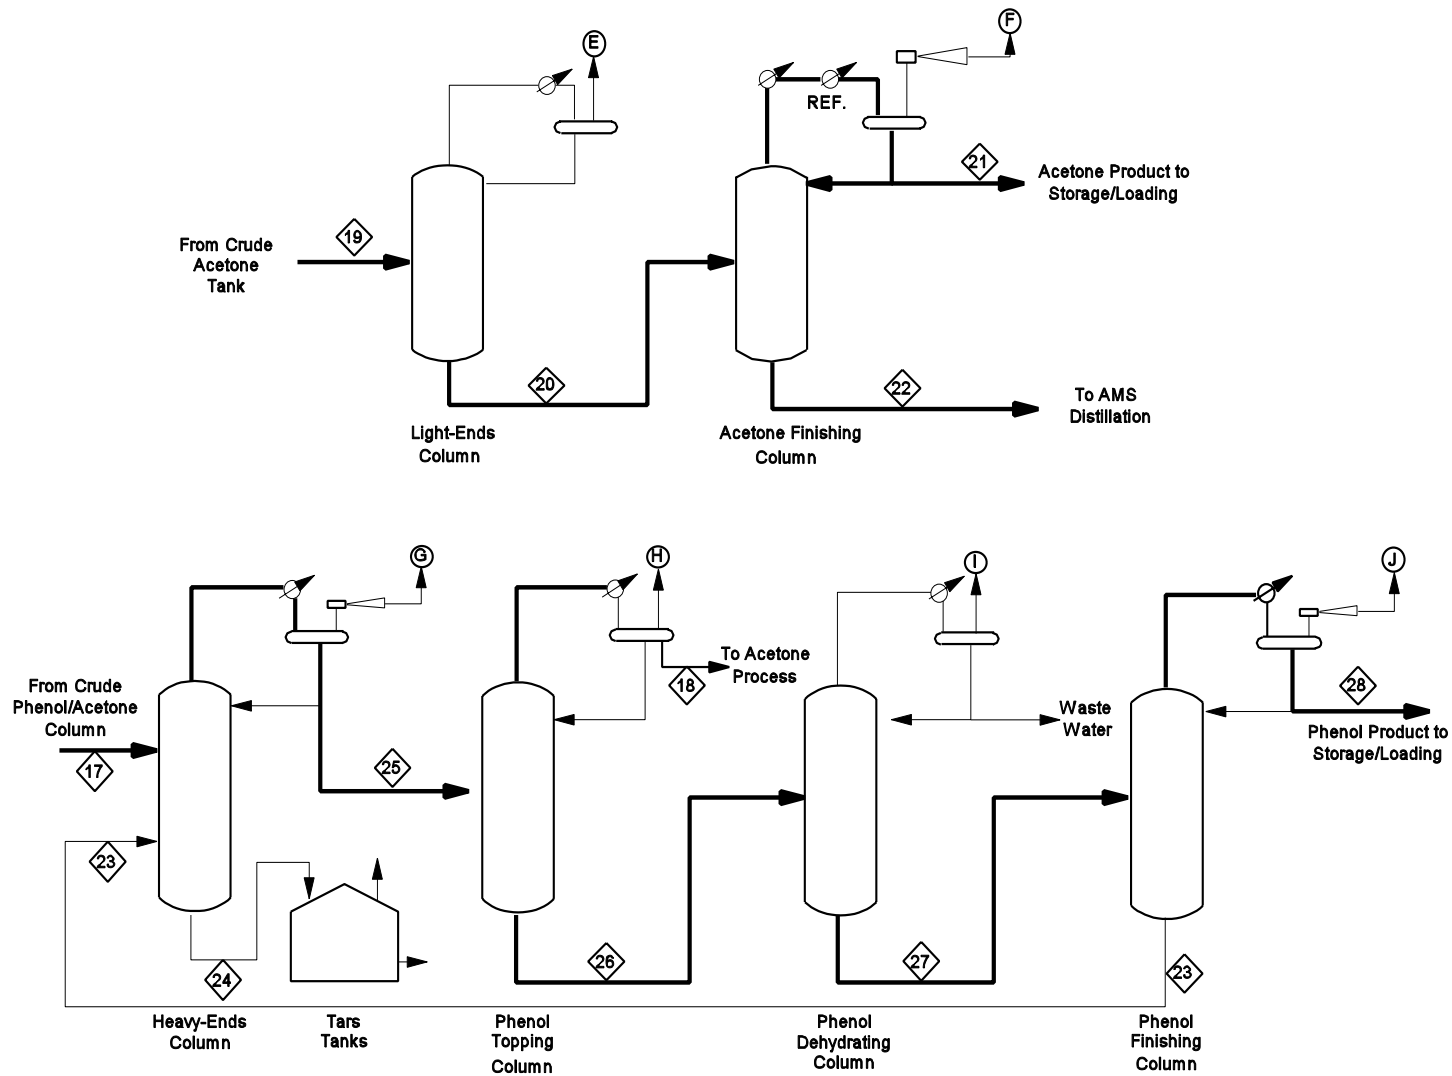 E
F
REF.
21
Acetone Product to
Storage/Loading
19
From Crude
Acetone
Tank
20
22
To AMS
Distillation
Light-Ends
Column
Acetone Finishing
Column
G
H
I
J
To Acetone
Process
18
From Crude
Phenol/Acetone
Column
17
25
Waste
Water
28
Phenol Product to
Storage/Loading
23
24
26
27
23
Heavy-Ends
Column
Tars
Tanks
Phenol
Topping
Column
Phenol
Dehydrating
Column
Phenol
Finishing
Column